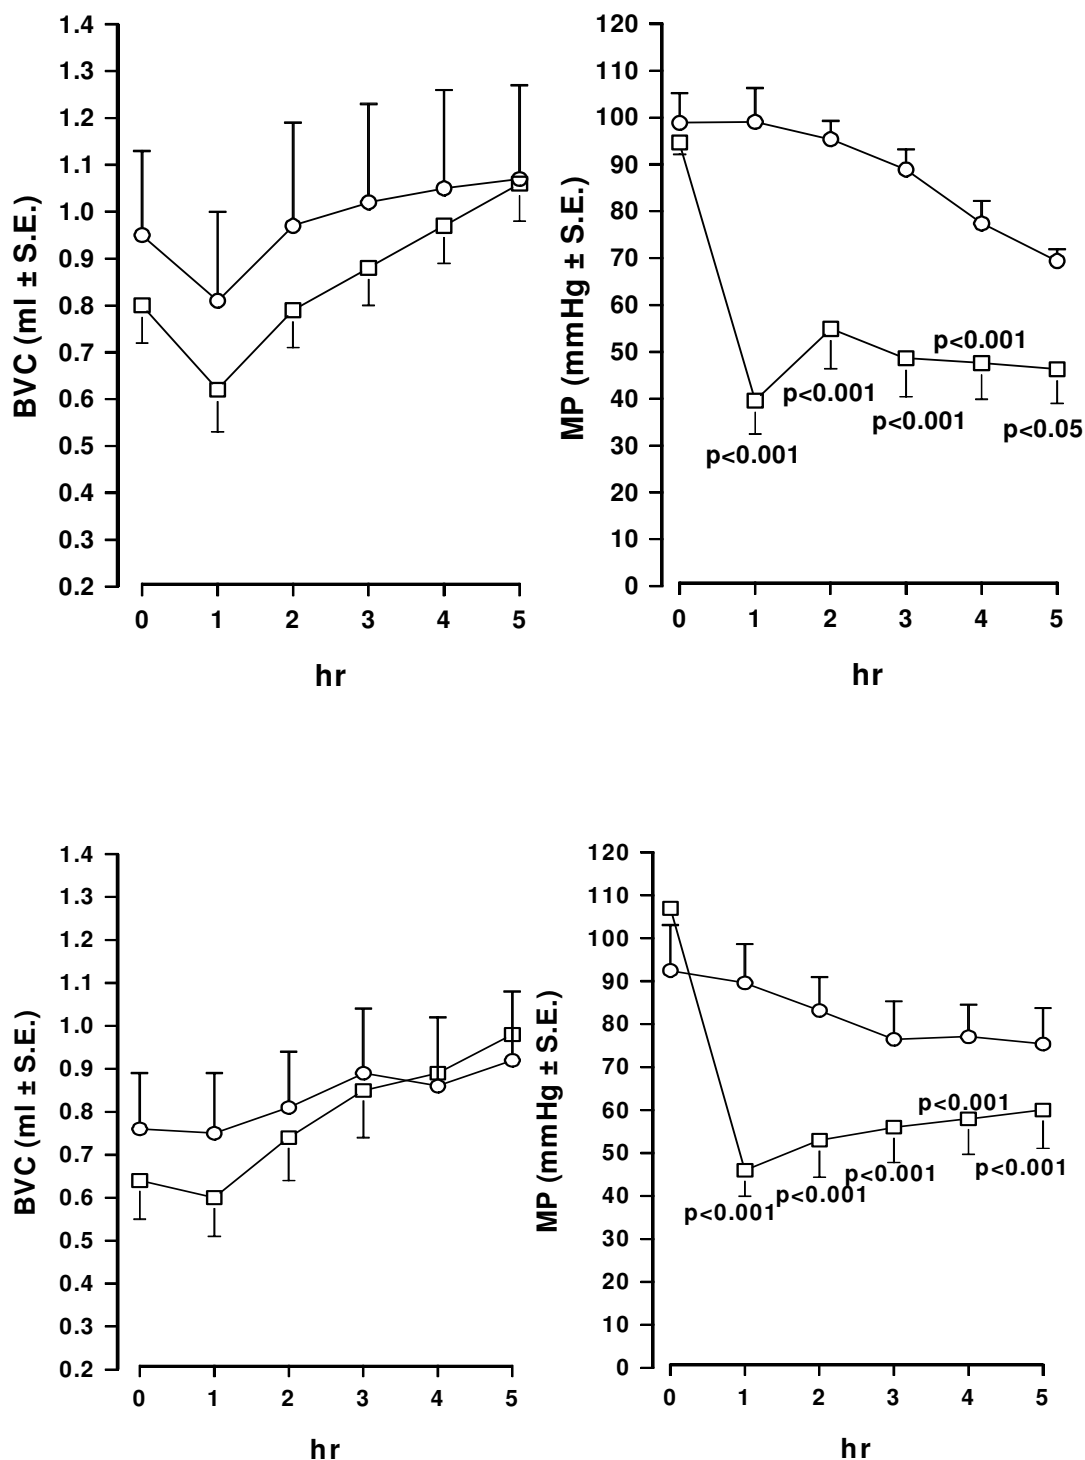 BVC (ml ± S.E.)
1.4
1.3
1.2
1.1
1.0
0.9
0.8
0.7
0.6
0.5
0.4
0.3
0.2
0 1 2 3 4 5
hr
MP (mmHg ± S.E.)
120
110
100
90
80
70
60
50
40
30
20
10
0
p<0.001
p<0.001
p<0.001
p<0.001
p<0.05
0 1 2 3 4 5
hr
BVC (ml ± S.E.)
1.4
1.3
1.2
1.1
1.0
0.9
0.8
0.7
0.6
0.5
0.4
0.3
0.2
0 1 2 3 4 5
hr
MP (mmHg ± S.E.)
120
110
100
90
80
70
60
50
40
30
20
10
0
p<0.001
p<0.001
p<0.001
p<0.001
p<0.001
0 1 2 3 4 5
hr